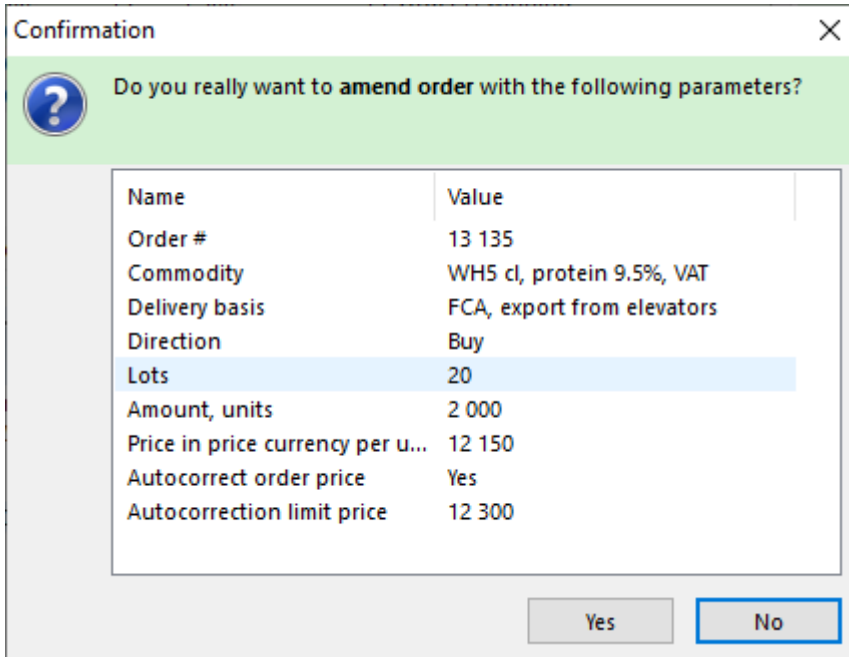 Confirmation
Do you really want to amend order with the following parameters?
Name Value
Order # 13 135
Commodity WH5 cl, protein 9.5%, VAT
Delivery basis FCA, export from elevators
Direction Buy
Lots 20
Amount, units 2 000
Price in price currency per u... 12 150
Autocorrect order price Yes
Autocorrection limit price 12 300
Yes No